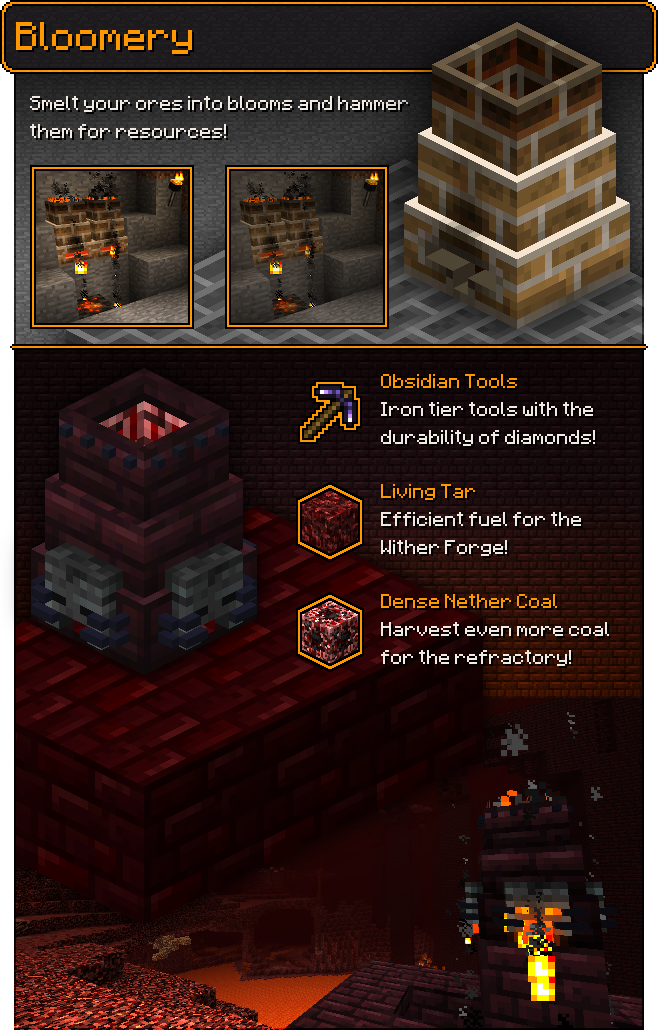 Bloomery
Smelt your ores into blooms and hammer
them for resources!
Obsidian Tools
Iron tier tools with the
durability of diamonds!
Living Tar
Efficient fuel for the
Wither Forge!
Dense Nether Coal
Harvest even more coal
for the refractory!